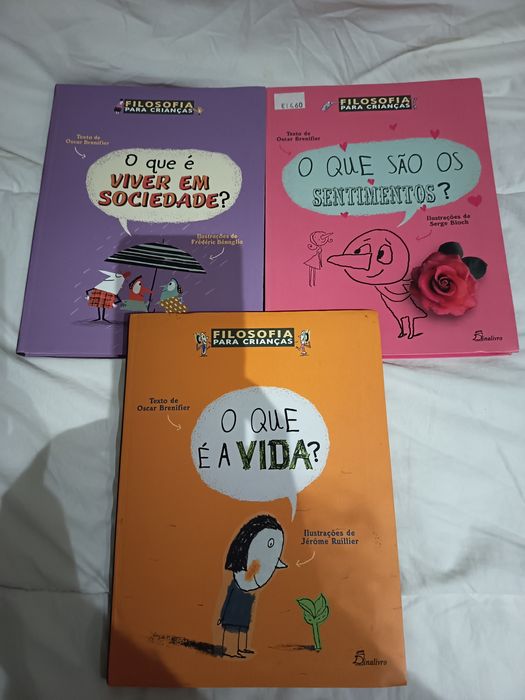 FILOSOFIA
PARA CRIANÇAS
Texto de
Oscar Brenifier
O que é
VIVER EM
SOCIEDADE?
Ilustrações de
Frédéric Bénaglia
FILOSOFIA
PARA CRIANÇAS
€14,60
Texto de
Oscar Brenifier
O QUE SÃO OS
SENTIMENTOS?
Ilustrações de
Serge Bloch
Dinalivro
FILOSOFIA
PARA CRIANÇAS
Texto de
Oscar Brenifier
O QUE
É A VIDA?
Ilustrações de
Jérôme Ruillier
Dinalivro